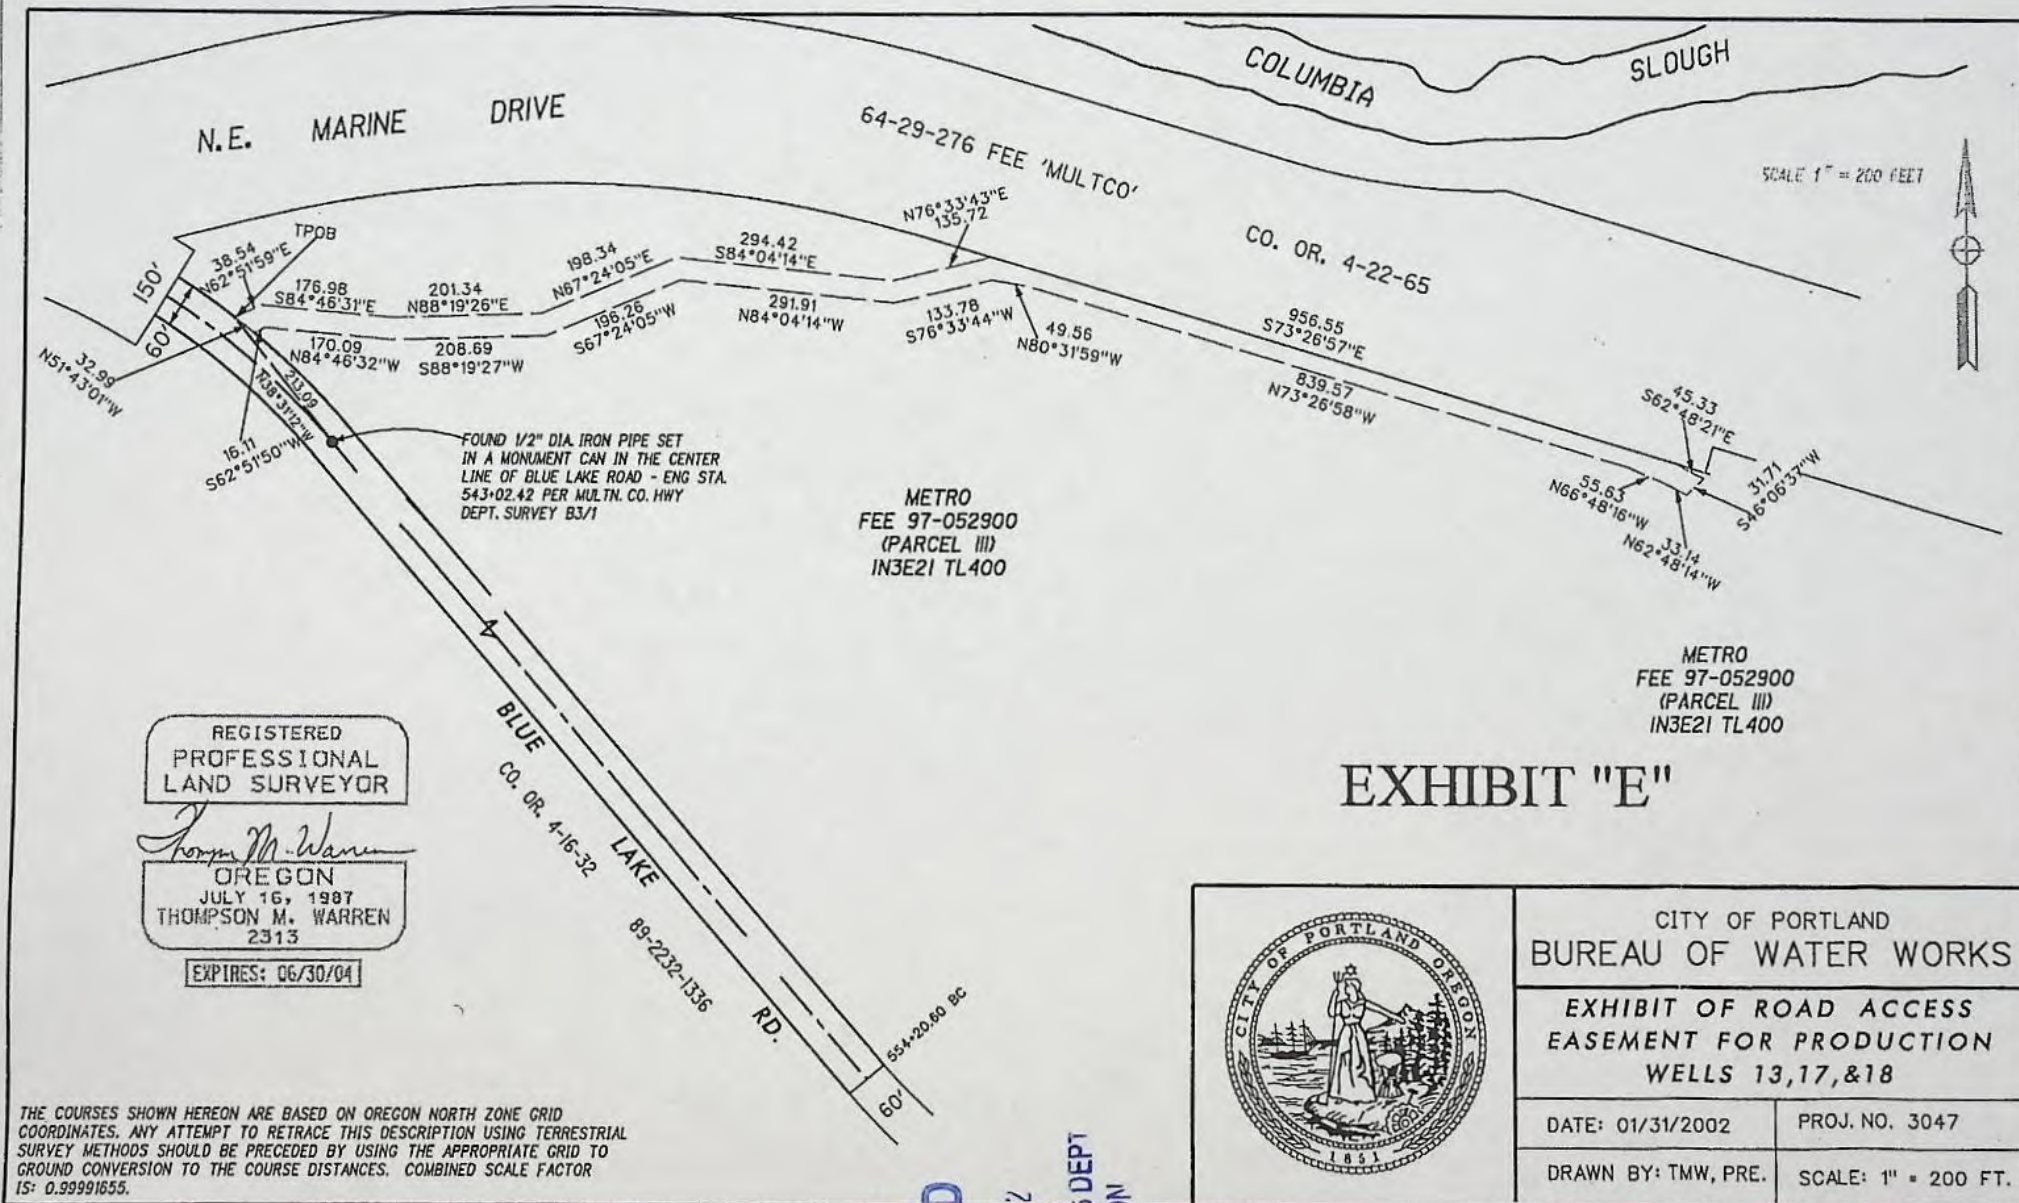 COLUMBIA
SLOUGH
N.E. MARINE DRIVE
64-29-276 FEE 'MULTCO'
SCALE 1" = 200 FEET
CO. OR. 4-22-65
TPOB
38.54
N62°51'59"E
150'
60'
176.98
S84°46'31"E
201.34
N88°19'26"E
198.34
N67°24'05"E
294.42
S84°04'14"E
N76°33'43"E
135.72
956.55
S73°26'57"E
45.33
S62°48'21"E
31.71
S46°06'37"W
32.99
N51°43'01"W
16.11
S62°51'50"W
213.09
N38°31'12"W
170.09
N84°46'32"W
208.69
S88°19'27"W
196.26
S67°24'05"W
291.91
N84°04'14"W
133.78
S76°33'44"W
49.56
N80°31'59"W
839.57
N73°26'58"W
55.63
N66°48'16"W
33.14
N62°48'14"W
FOUND 1/2" DIA. IRON PIPE SET
IN A MONUMENT CAN IN THE CENTER
LINE OF BLUE LAKE ROAD - ENG STA.
543+02.42 PER MULTN. CO. HWY
DEPT. SURVEY B3/1
METRO
FEE 97-052900
(PARCEL III)
1N3E21 TL400
METRO
FEE 97-052900
(PARCEL III)
1N3E21 TL400
BLUE LAKE RD.
CO. OR. 4-16-32
89-2232-1336
554+20.60 BC
60'
REGISTERED
PROFESSIONAL
LAND SURVEYOR
Thompson M. Warren
OREGON
JULY 16, 1987
THOMPSON M. WARREN
2313
EXPIRES: 06/30/04
EXHIBIT "E"
THE COURSES SHOWN HEREON ARE BASED ON OREGON NORTH ZONE GRID
COORDINATES. ANY ATTEMPT TO RETRACE THIS DESCRIPTION USING TERRESTRIAL
SURVEY METHODS SHOULD BE PRECEDED BY USING THE APPROPRIATE GRID TO
GROUND CONVERSION TO THE COURSE DISTANCES. COMBINED SCALE FACTOR
IS: 0.99991655.
DEPT
CITY OF PORTLAND OREGON
1851
CITY OF PORTLAND
BUREAU OF WATER WORKS
EXHIBIT OF ROAD ACCESS
EASEMENT FOR PRODUCTION
WELLS 13,17,&18
DATE: 01/31/2002
PROJ. NO. 3047
DRAWN BY: TMW, PRE.
SCALE: 1" = 200 FT.